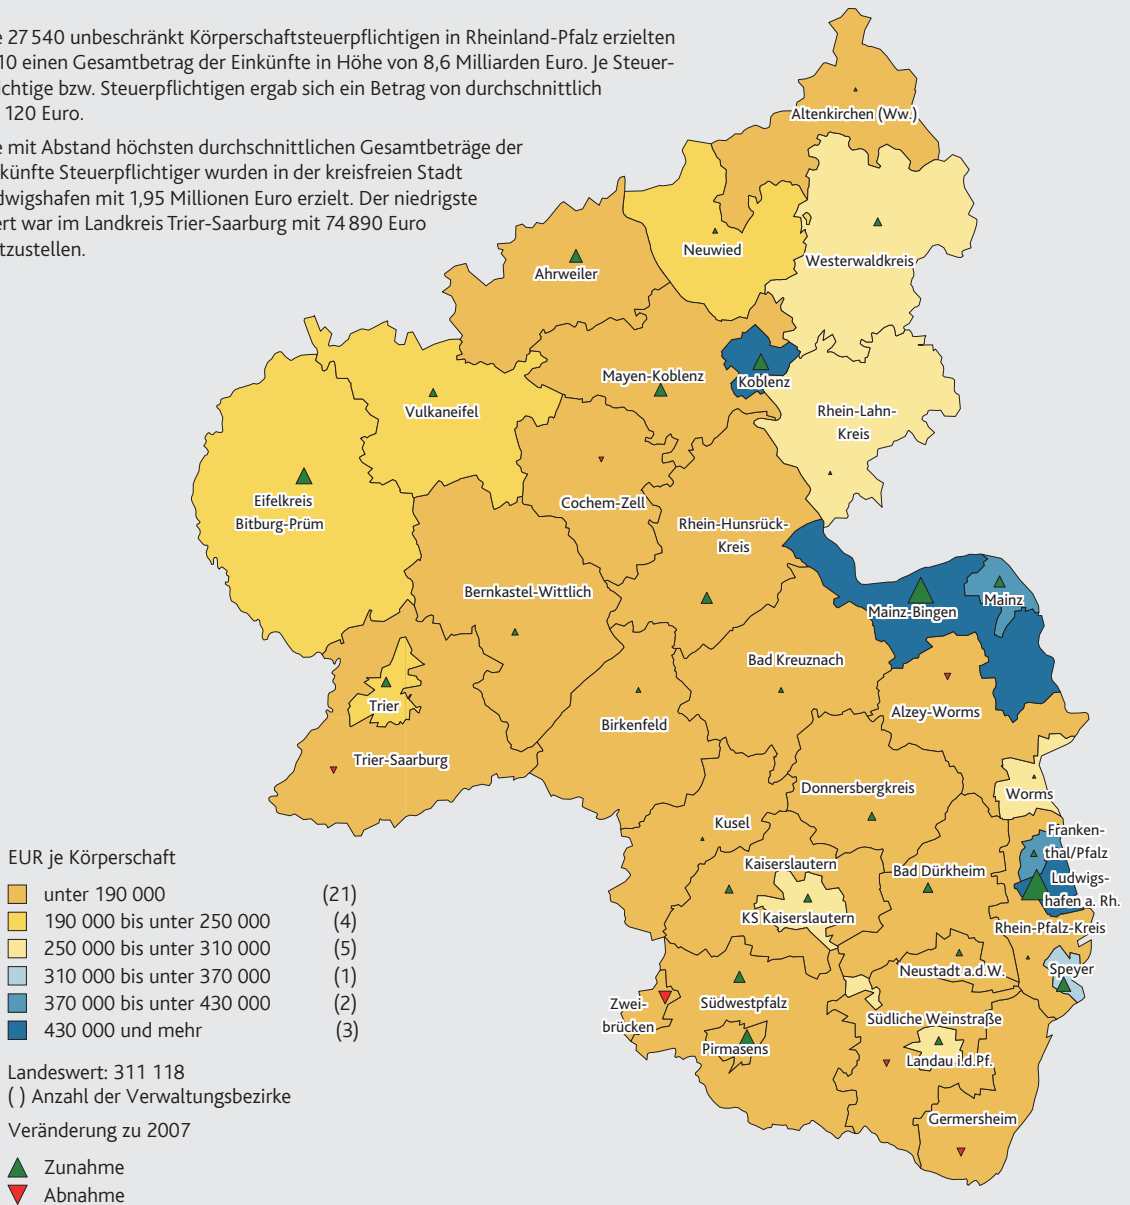 27 540 unbeschränkt Körperschaftsteuerpflichtigen in Rheinland-Pfalz erzielten
10 einen Gesamtbetrag der Einkünfte in Höhe von 8,6 Milliarden Euro. Je Steuer-
ichtige bzw. Steuerpflichtigen ergab sich ein Betrag von durchschnittlich
120 Euro.
e mit Abstand höchsten durchschnittlichen Gesamtbeträge der
künfte Steuerpflichtiger wurden in der kreisfreien Stadt
dwigshafen mit 1,95 Millionen Euro erzielt. Der niedrigste
ert war im Landkreis Trier-Saarburg mit 74 890 Euro
tzustellen.
Altenkirchen (Ww.)
Neuwied
Westerwaldkreis
Ahrweiler
Mayen-Koblenz
Koblenz
Vulkaneifel
Rhein-Lahn-
Kreis
Eifelkreis
Bitburg-Prüm
Cochem-Zell
Rhein-Hunsrück-
Kreis
Bernkastel-Wittlich
Mainz-Bingen
Mainz
Bad Kreuznach
Trier
Birkenfeld
Alzey-Worms
Trier-Saarburg
Donnersbergkreis
Worms
Kusel
Franken-
thal/Pfalz
Kaiserslautern
Bad Dürkheim
Ludwigs-
hafen a. Rh.
KS Kaiserslautern
Rhein-Pfalz-Kreis
Neustadt a.d.W.
Speyer
Zwei-
brücken
Südwestpfalz
Südliche Weinstraße
Pirmasens
Landau i.d.Pf.
Germersheim
EUR je Körperschaft
unter 190 000 (21)
190 000 bis unter 250 000 (4)
250 000 bis unter 310 000 (5)
310 000 bis unter 370 000 (1)
370 000 bis unter 430 000 (2)
430 000 und mehr (3)
Landeswert: 311 118
( ) Anzahl der Verwaltungsbezirke
Veränderung zu 2007
Zunahme
Abnahme